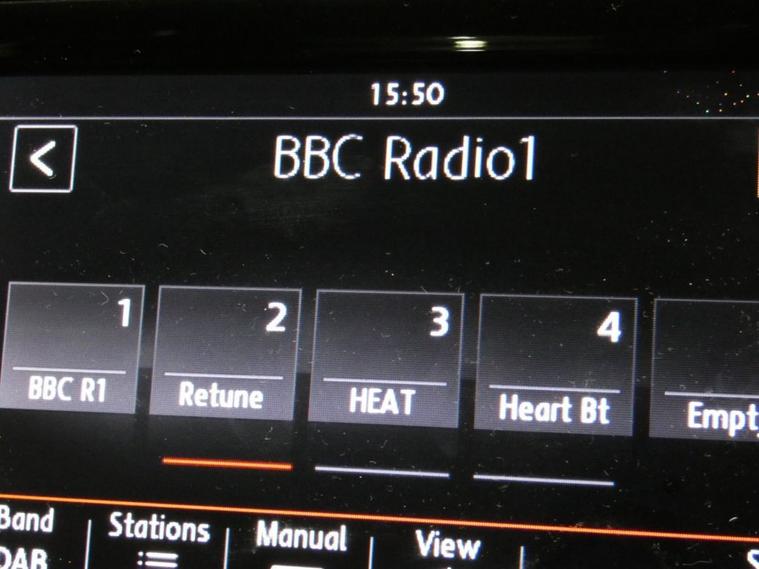 15:50
BBC Radio1
1
2
3
4
BBC R1
Retune
HEAT
Heart Bt
Empt
Band
Stations
Manual
View
DAB